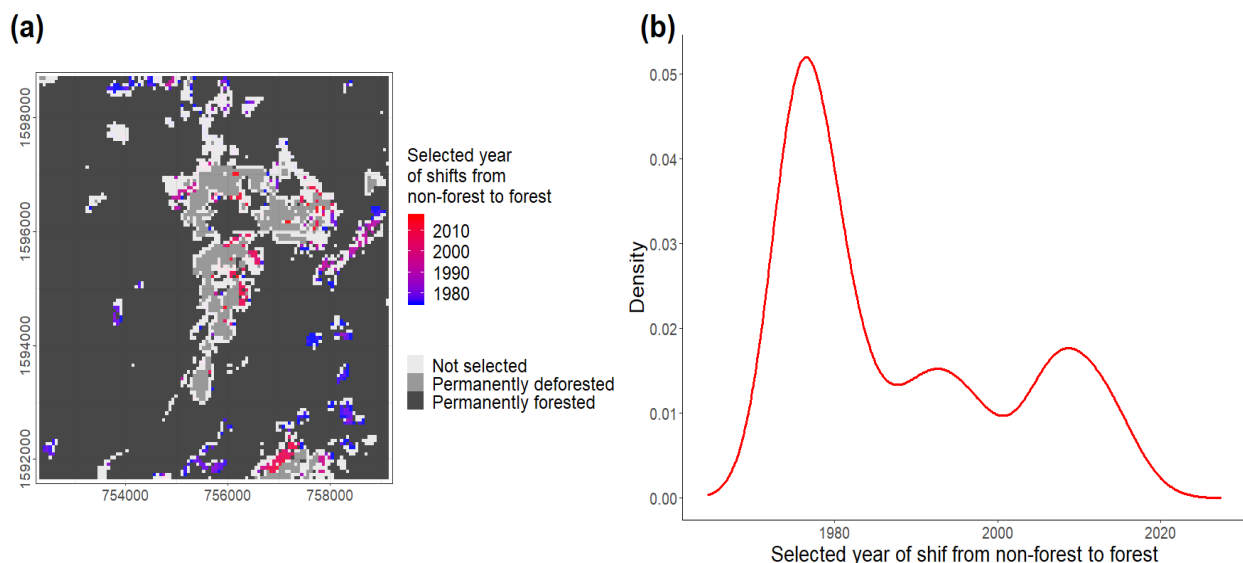 (a)
1598000
1596000
1594000
1592000
754000
756000
758000
Selected year
of shifts from
non-forest to forest
2010
2000
1990
1980
Not selected
Permanently deforested
Permanently forested
(b)
Density
0.05
0.04
0.03
0.02
0.01
0.00
1980
2000
2020
Selected year of shif from non-forest to forest